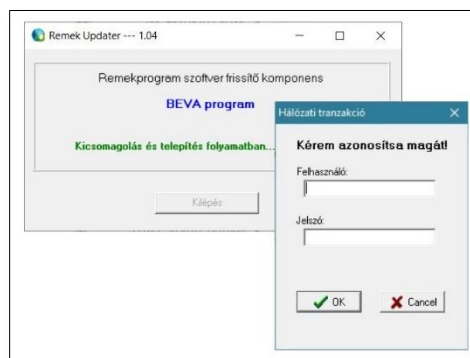 Remek Updater --- 1.04
Remekprogram szoftver frissítő komponens
BEVA program
Kicsomagolás és telepítés folyamatban...
Kilépés
Hálózati tranzakció
Kérem azonosítsa magát!
Felhasználó:
Jelszó:
OK
Cancel